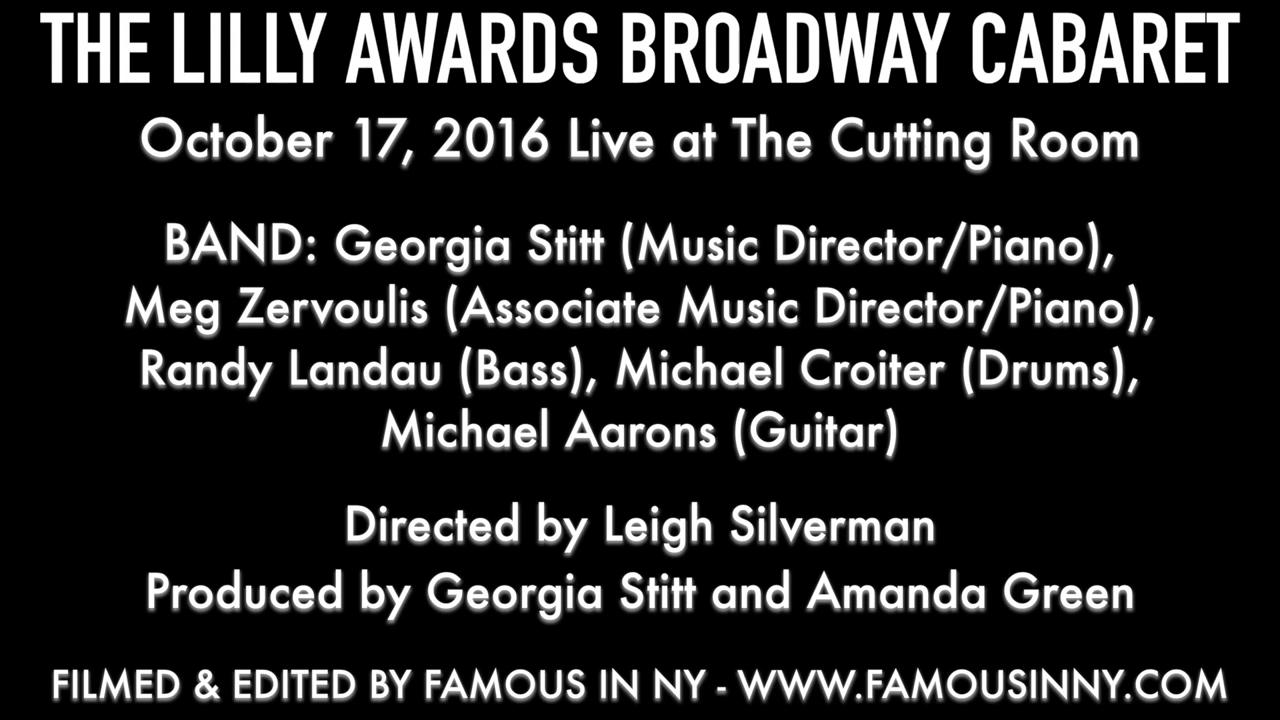 THE LILLY AWARDS BROADWAY CABARET
October 17, 2016 Live at The Cutting Room
BAND: Georgia Stitt (Music Director/Piano),
Meg Zervoulis (Associate Music Director/Piano),
Randy Landau (Bass), Michael Croiter (Drums),
Michael Aarons (Guitar)
Directed by Leigh Silverman
Produced by Georgia Stitt and Amanda Green
FILMED & EDITED BY FAMOUS IN NY - WWW.FAMOUSINNY.COM